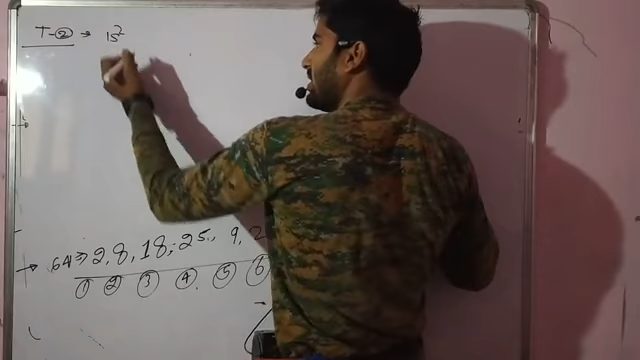 T-② → 1s²
→ 64 ⇒ 2, 8, 18, 25, 9, 2
① ② ③ ④ ⑤ ⑥